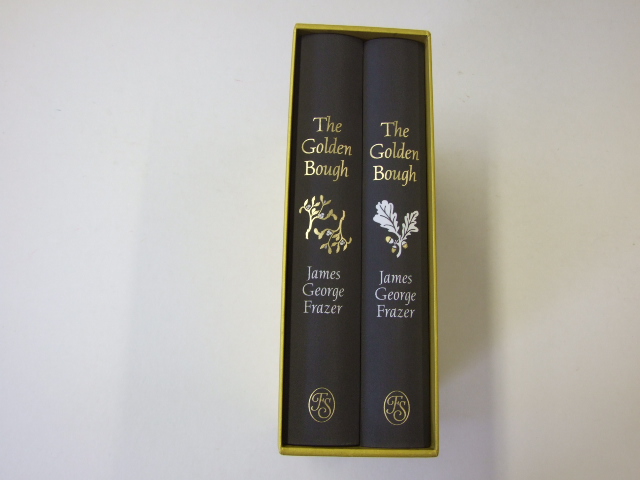 The
Golden
Bough
James
George
Frazer
FS
The
Golden
Bough
James
George
Frazer
FS